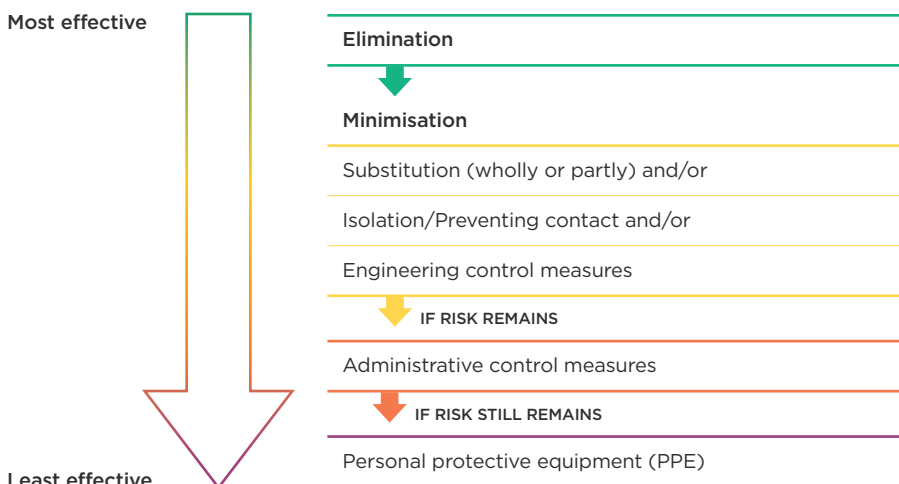 Most effective
Elimination
Minimisation
Substitution (wholly or partly) and/or
Isolation/Preventing contact and/or
Engineering control measures
IF RISK REMAINS
Administrative control measures
IF RISK STILL REMAINS
Personal protective equipment (PPE)
Least effective